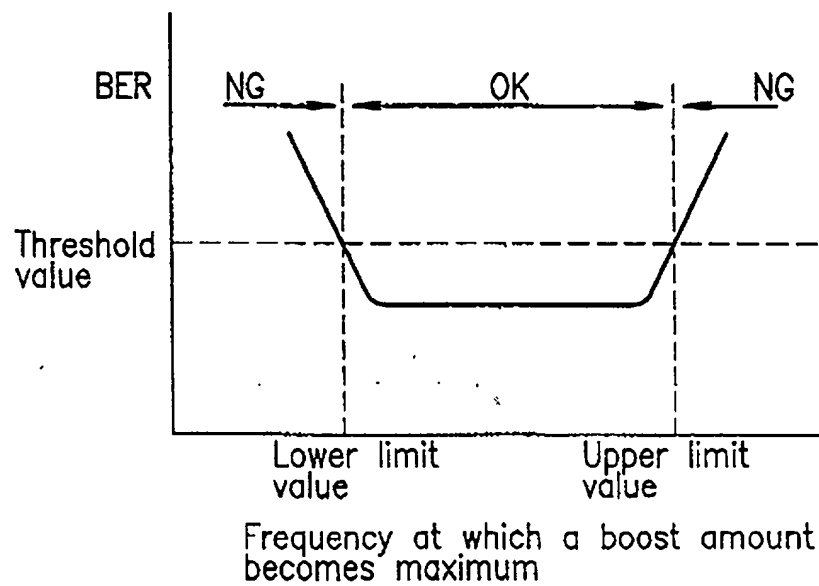 BER
NG
OK
NG
Threshold
value
Lower limit
value
Upper limit
value
Frequency at which a boost amount
becomes maximum